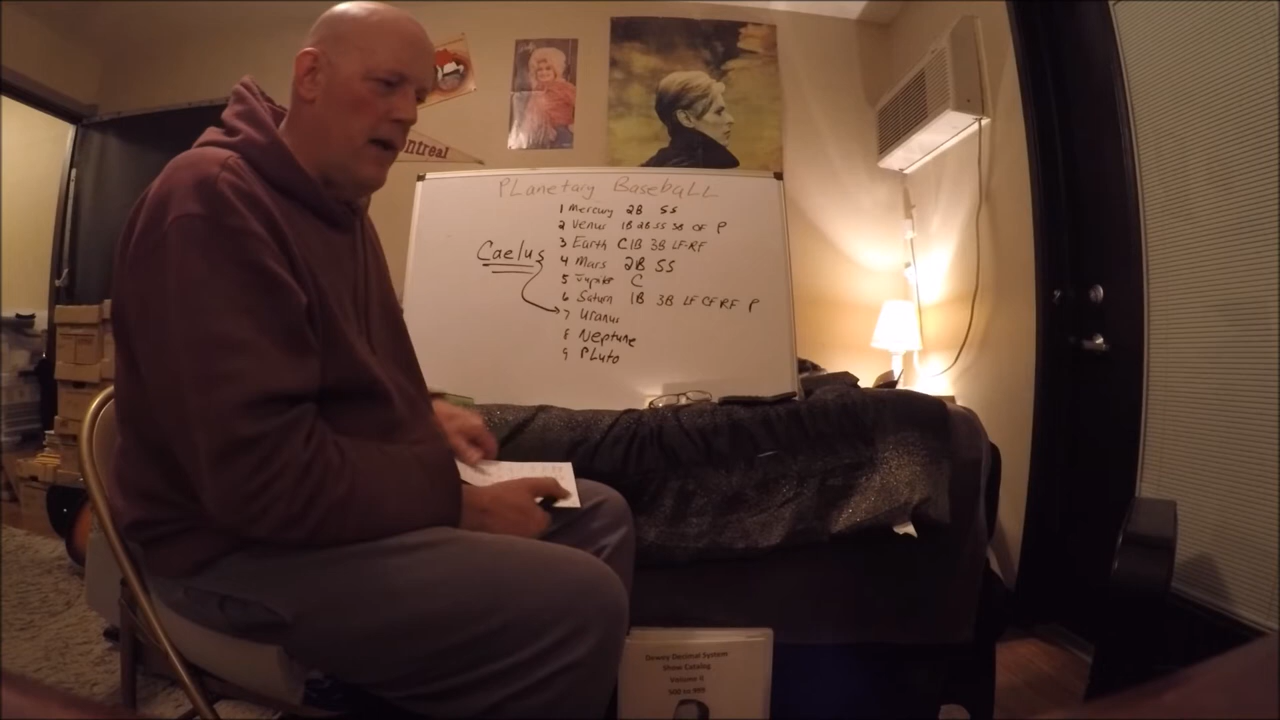 ntreal
PLanetary BasebaLL
1 Mercury 2B SS
2 Venus 1B 2B SS 3B OF P
3 Earth C 1B 3B LF-RF
Caelus
4 Mars 2B SS
5 Jupiter C
6 Saturn 1B 3B LF CF RF P
7 Uranus
8 Neptune
9 PLuto
Dewey Decimal System
Show Catalog
Volume II
500 to 999